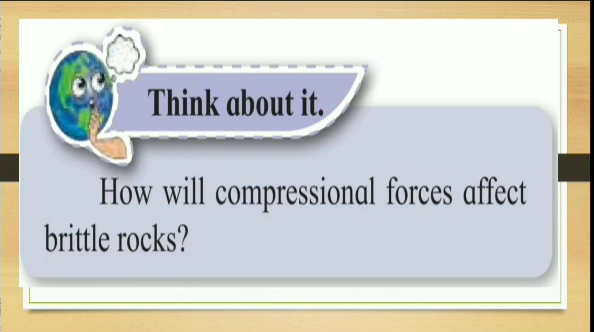 Think about it.
How will compressional forces affect
brittle rocks?